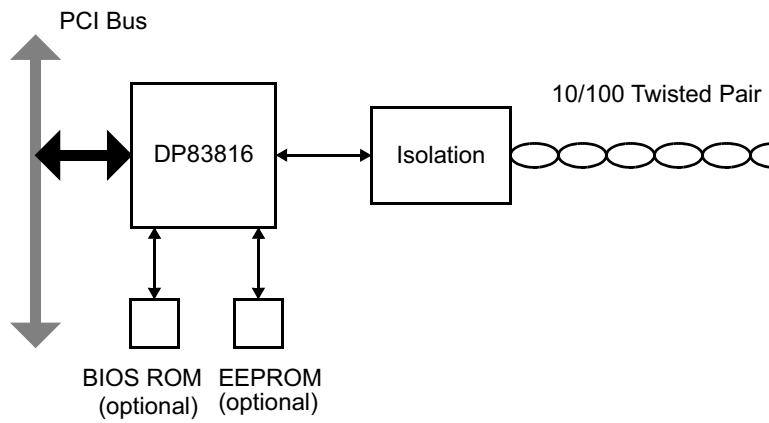 PCI Bus
10/100 Twisted Pair
DP83816
Isolation
BIOS ROM
(optional)
EEPROM
(optional)